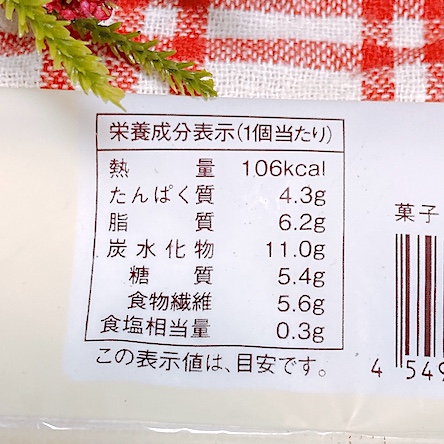 栄養成分表示(1個当たり)
熱量 106kcal
たんぱく質 4.3g
脂質 6.2g
炭水化物 11.0g
糖質 5.4g
食物繊維 5.6g
食塩相当量 0.3g
この表示値は、目安です。
菓子
4 549